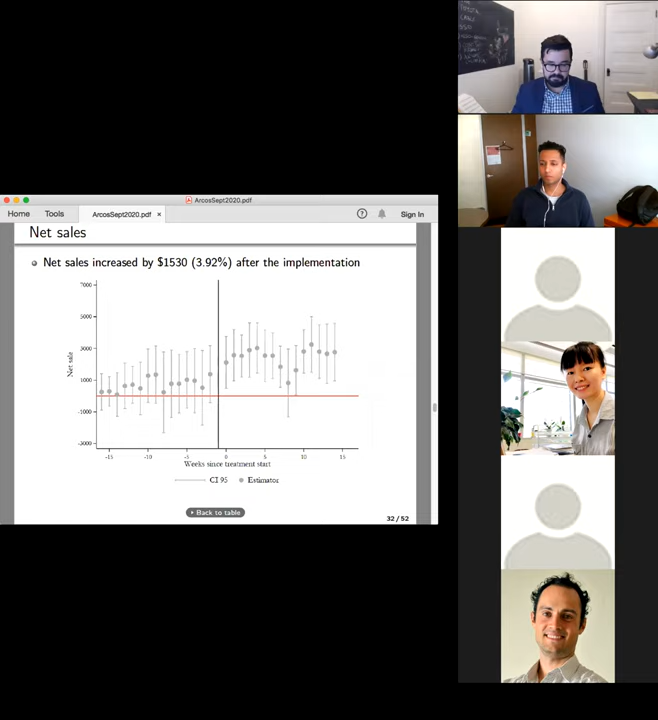 ArcosSept2020.pdf
Home Tools ArcosSept2020.pdf × ? Sign In
Net sales
Net sales increased by $1530 (3.92%) after the implementation
7000
5000
3000
1000
-1000
-3000
Net sale
-15 -10 -5 0 5 10 15
Weeks since treatment start
CI 95 Estimator
Back to table
32 / 52